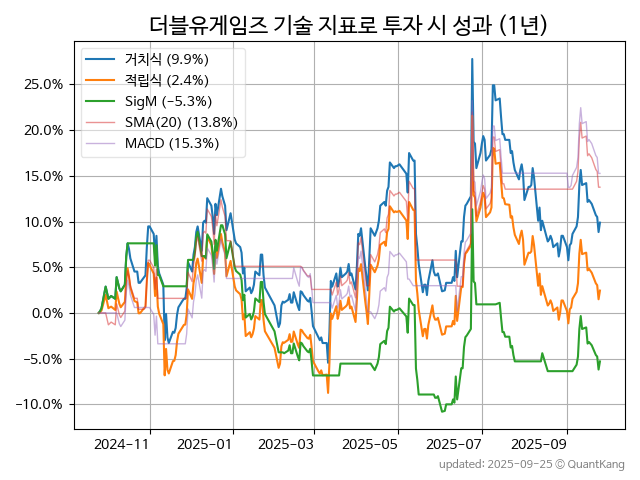 더블유게임즈 기술 지표로 투자 시 성과 (1년)
거치식 (9.9%)
적립식 (2.4%)
SigM (−5.3%)
SMA(20) (13.8%)
MACD (15.3%)
25.0%
20.0%
15.0%
10.0%
5.0%
0.0%
−5.0%
−10.0%
2024-11 2025-01 2025-03 2025-05 2025-07 2025-09
updated: 2025-09-25 ⓒ QuantKang